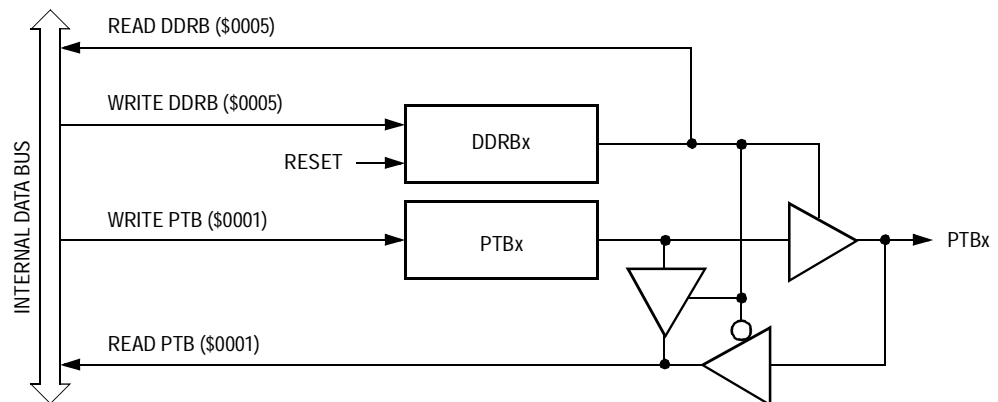 READ DDRB ($0005)
WRITE DDRB ($0005)
DDRBx
RESET
WRITE PTB ($0001)
PTBx
PTBx
READ PTB ($0001)
INTERNAL DATA BUS